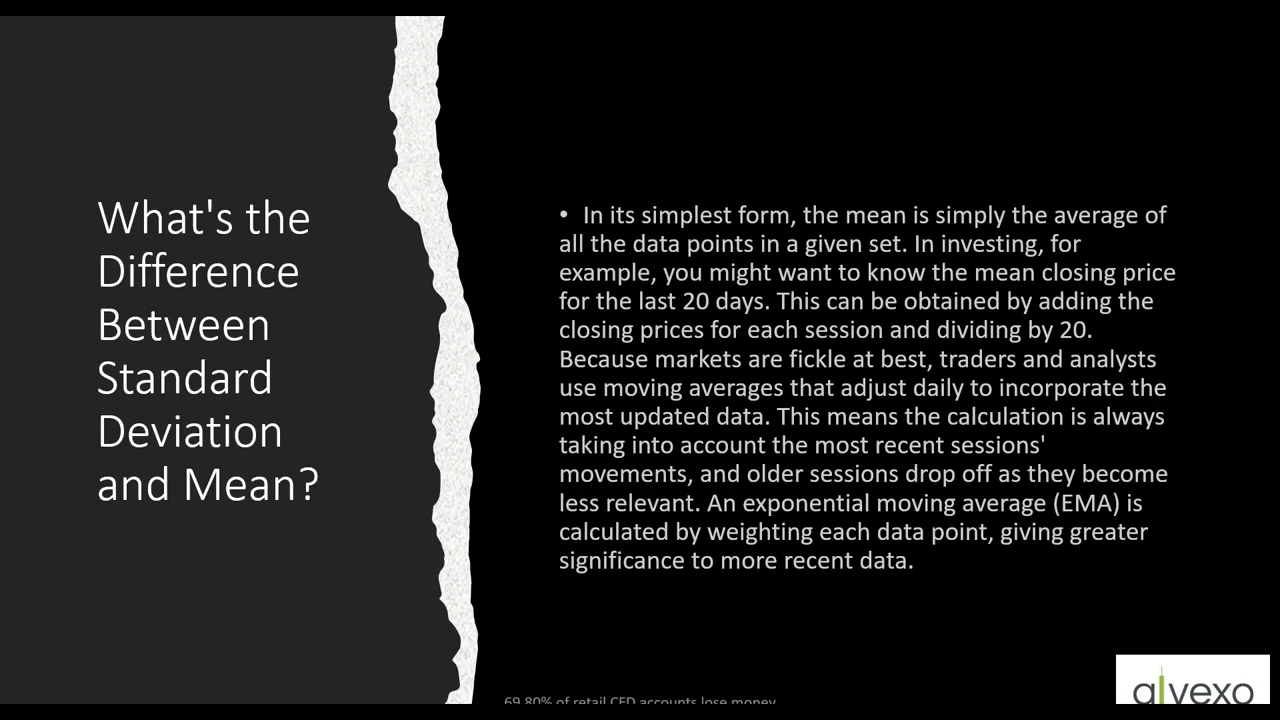 What's the
Difference
Between
Standard
Deviation
and Mean?
• In its simplest form, the mean is simply the average of
all the data points in a given set. In investing, for
example, you might want to know the mean closing price
for the last 20 days. This can be obtained by adding the
closing prices for each session and dividing by 20.
Because markets are fickle at best, traders and analysts
use moving averages that adjust daily to incorporate the
most updated data. This means the calculation is always
taking into account the most recent sessions'
movements, and older sessions drop off as they become
less relevant. An exponential moving average (EMA) is
calculated by weighting each data point, giving greater
significance to more recent data.
69.80% of retail CFD accounts lose money
alvexo